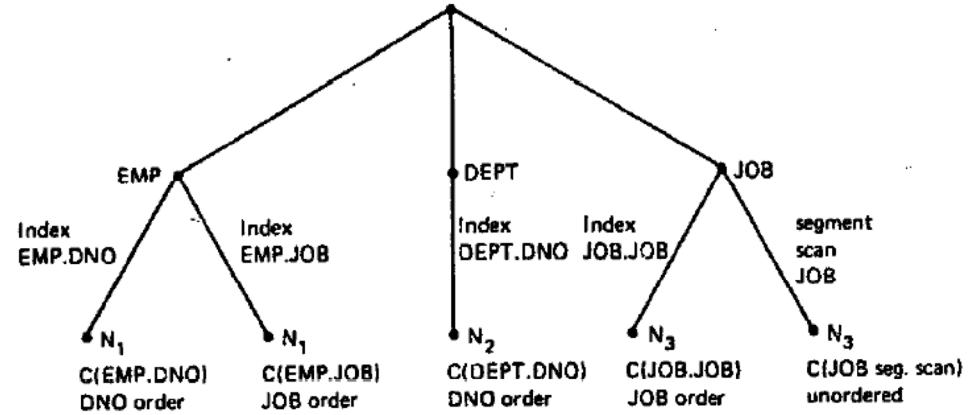 EMP
DEPT
JOB
Index
EMP.DNO
Index
EMP.JOB
Index
DEPT.DNO
Index
JOB.JOB
segment
scan
JOB
N1
C(EMP.DNO)
DNO order
N1
C(EMP.JOB)
JOB order
N2
C(DEPT.DNO)
DNO order
N3
C(JOB.JOB)
JOB order
N3
C(JOB seg. scan)
unordered